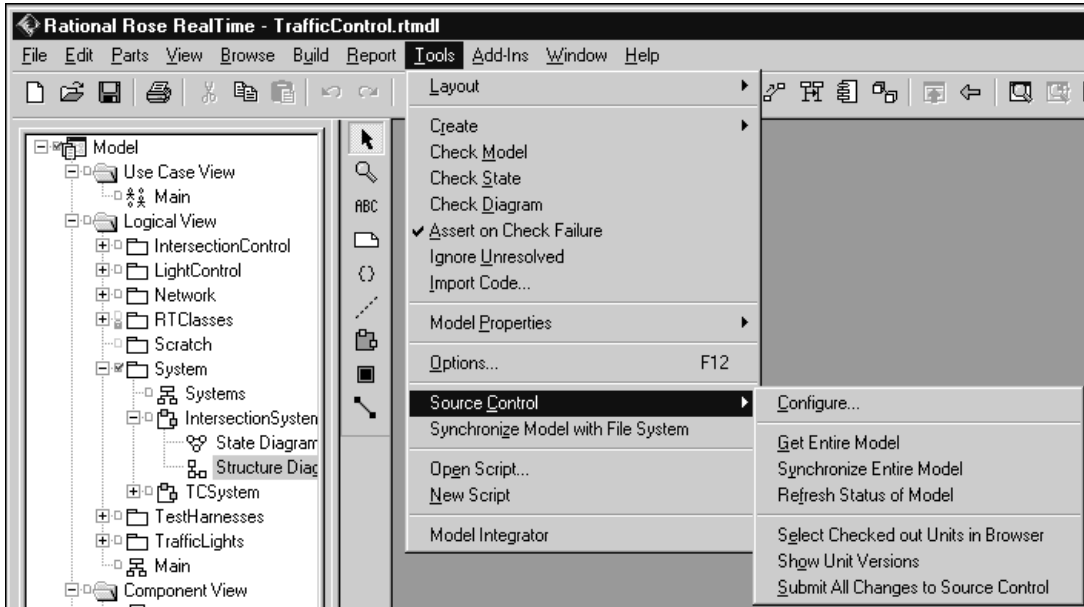 Rational Rose RealTime - TrafficControl.rtmdl
File Edit Parts View Browse Build Report Tools Add-Ins Window Help
Model
Use Case View
Main
Logical View
IntersectionControl
LightControl
Network
RTClasses
Scratch
System
Systems
IntersectionSystem
State Diagram
Structure Diag
TCSystem
TestHarnesses
TrafficLights
Main
Component View
ABC
{}
Layout
Create
Check Model
Check State
Check Diagram
Assert on Check Failure
Ignore Unresolved
Import Code...
Model Properties
Options... F12
Source Control
Synchronize Model with File System
Open Script...
New Script
Model Integrator
Configure...
Get Entire Model
Synchronize Entire Model
Refresh Status of Model
Select Checked out Units in Browser
Show Unit Versions
Submit All Changes to Source Control